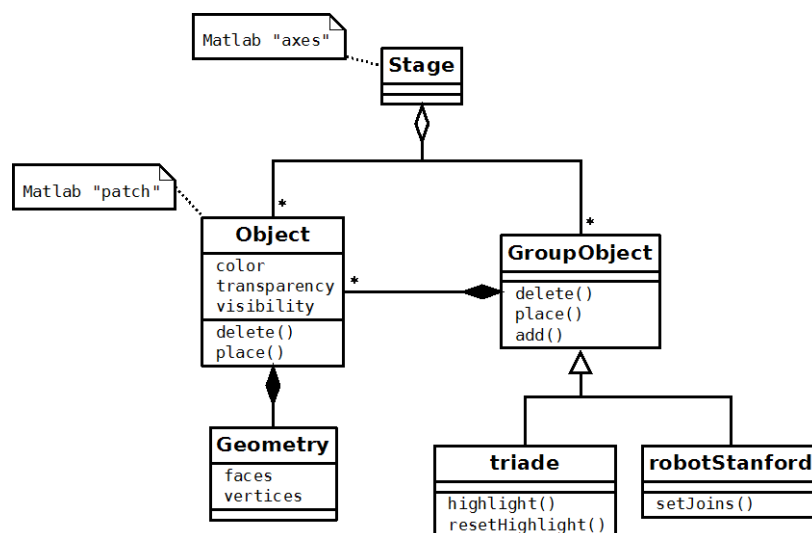 Matlab "axes"
Stage
Matlab "patch"
*
*
Object
color
transparency
visibility
delete()
place()
*
GroupObject
delete()
place()
add()
Geometry
faces
vertices
triade
highlight()
resetHighlight()
robotStanford
setJoins()